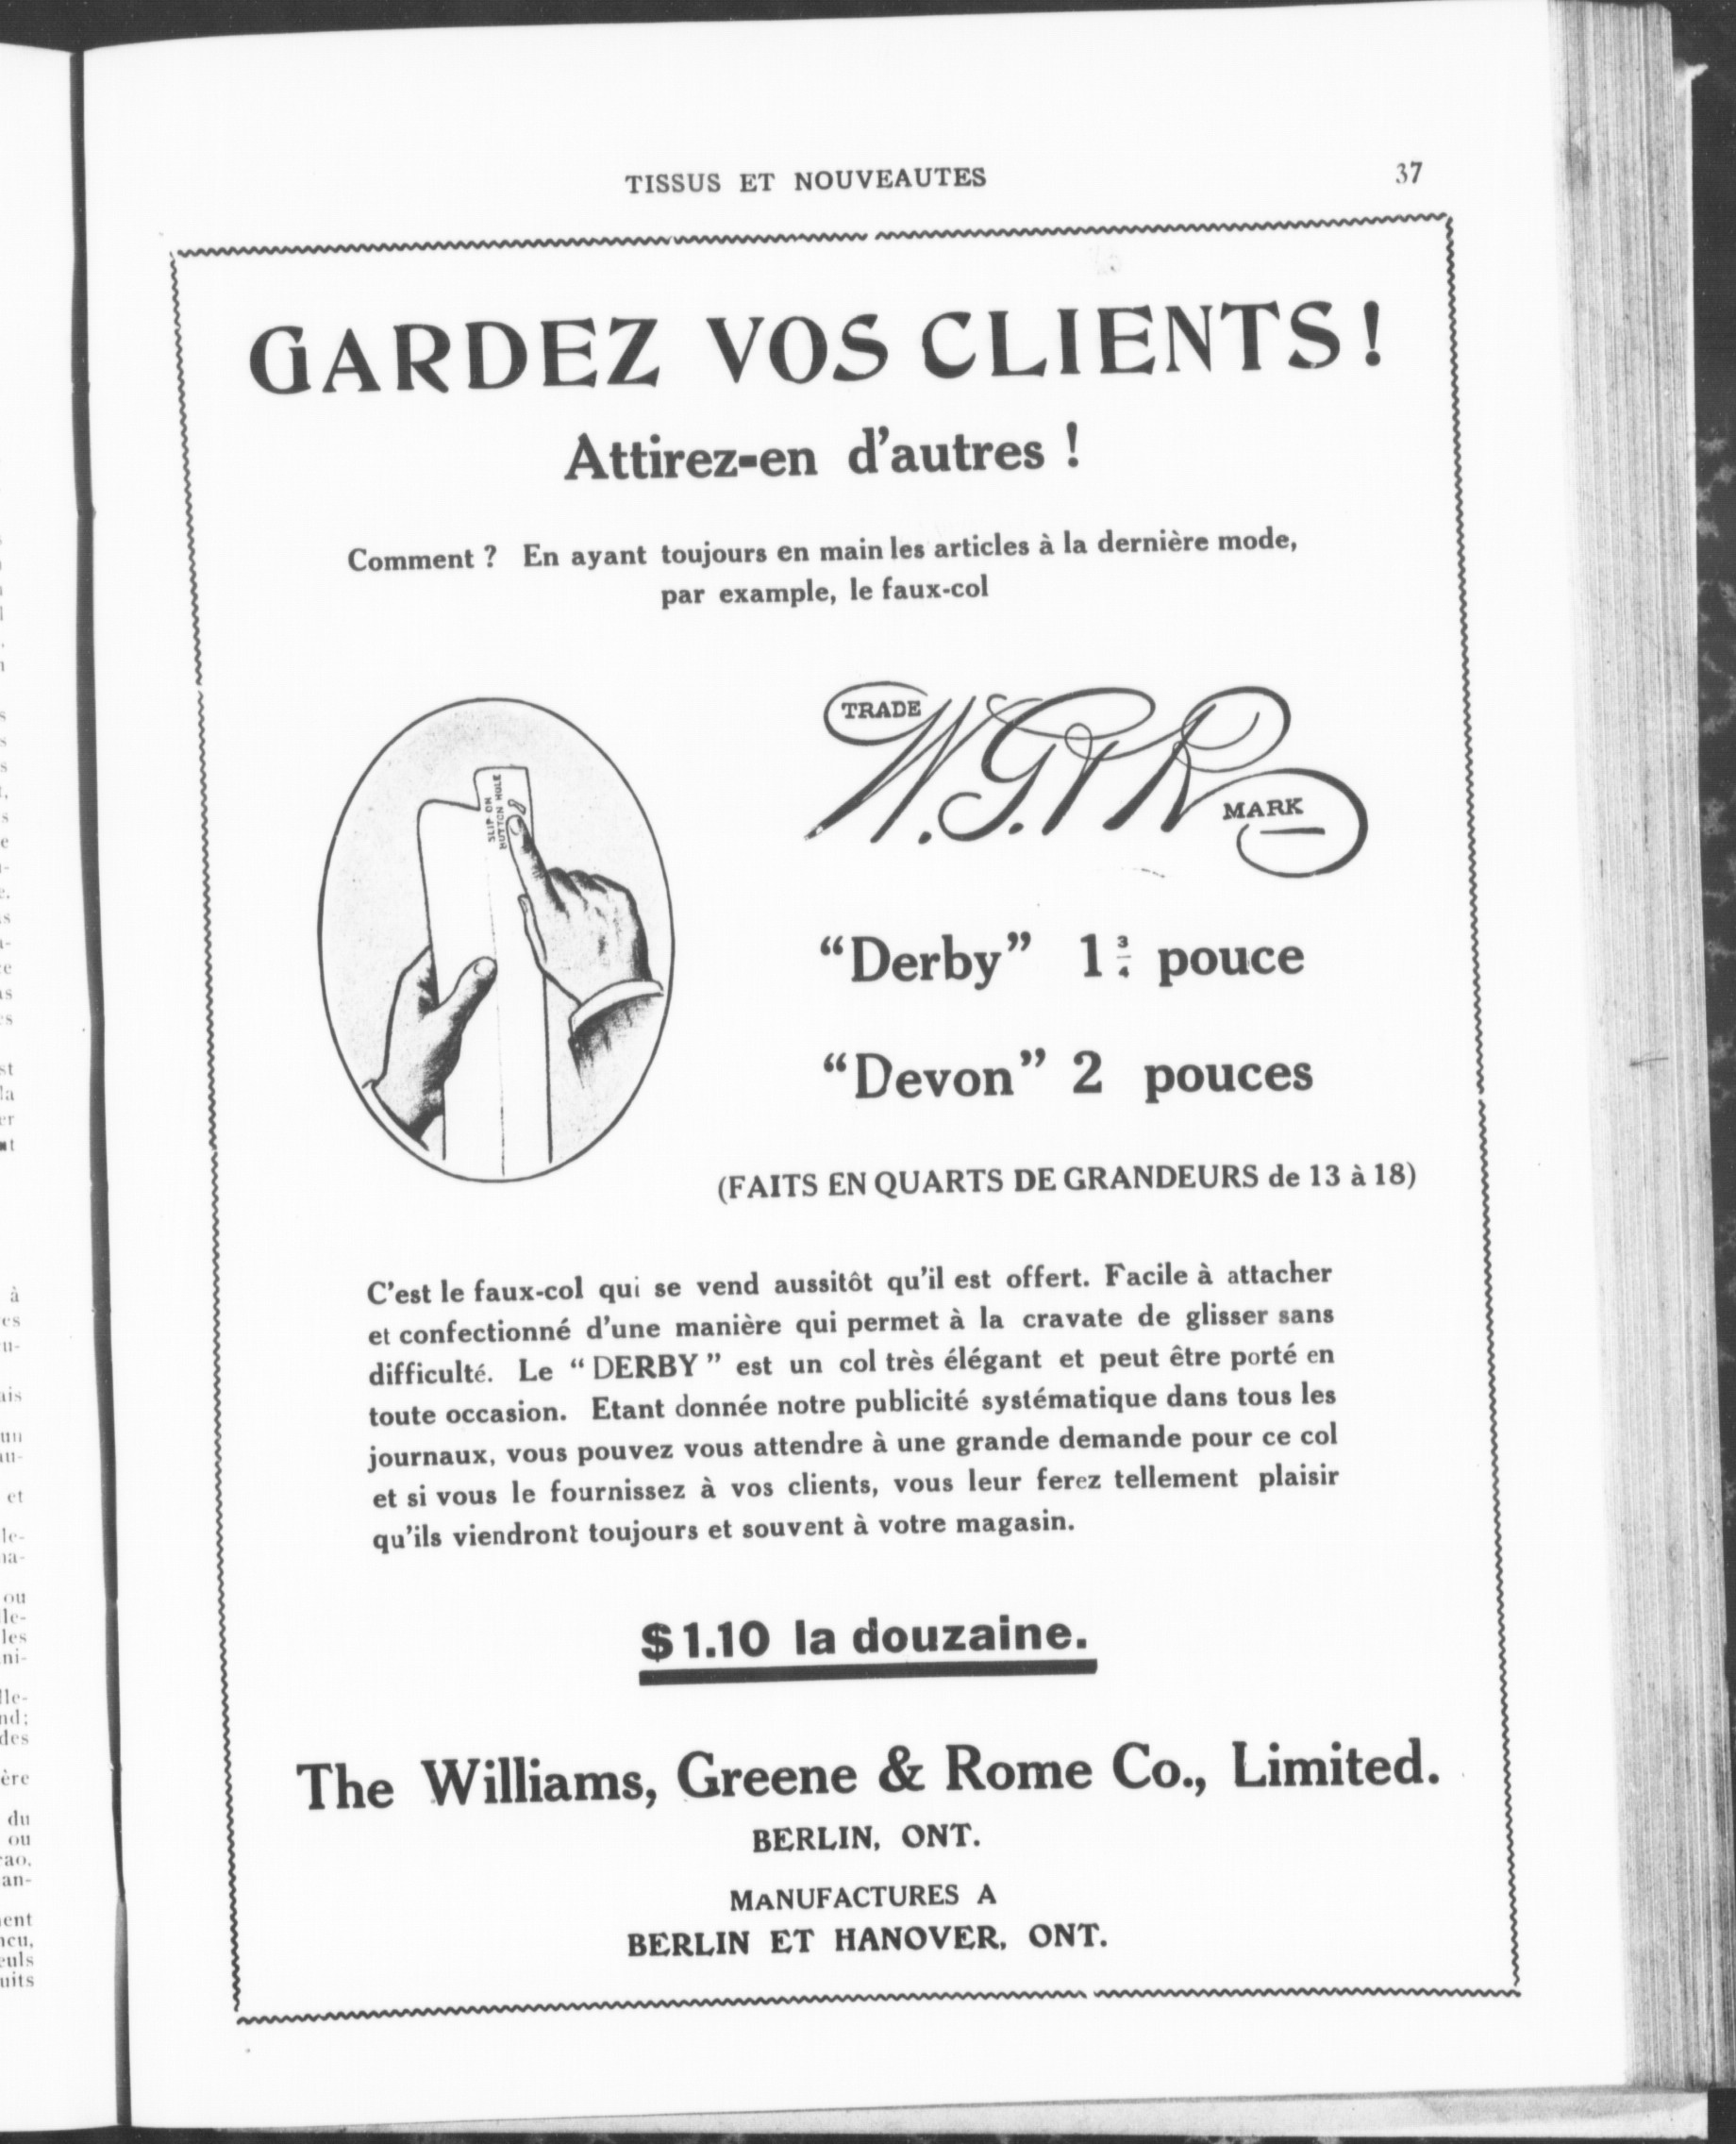 TISSUS ET NOUVEAUTES 37
GARDEZ VOS CLIENTS!
Attirez-en d'autres !
Comment ? En ayant toujours en main les articles à la dernière mode,
par example, le faux-col
SLIP ON
BUTTON HOLE
TRADE
W.G.&R
MARK
“Derby” 1 3/4 pouce
“Devon” 2 pouces
(FAITS EN QUARTS DE GRANDEURS de 13 à 18)
C'est le faux-col qui se vend aussitôt qu'il est offert. Facile à attacher
et confectionné d'une manière qui permet à la cravate de glisser sans
difficulté. Le “ DERBY ” est un col très élégant et peut être porté en
toute occasion. Etant donnée notre publicité systématique dans tous les
journaux, vous pouvez vous attendre à une grande demande pour ce col
et si vous le fournissez à vos clients, vous leur ferez tellement plaisir
qu'ils viendront toujours et souvent à votre magasin.
$1.10 la douzaine.
The Williams, Greene & Rome Co., Limited.
BERLIN, ONT.
MANUFACTURES A
BERLIN ET HANOVER, ONT.